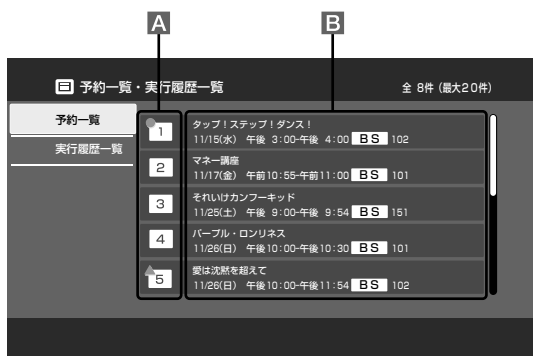 A B
予約一覧・実行履歴一覧 全 8件 (最大20件)
予約一覧
実行履歴一覧
1 タップ！ステップ！ダンス！
11/15(水) 午後 3:00-午後 4:00 BS 102
2 マネー講座
11/17(金) 午前10:55-午前11:00 BS 101
3 それいけカンフーキッド
11/25(土) 午後 9:00-午後 9:54 BS 151
4 パープル・ロンリネス
11/26(日) 午後10:00-午後10:30 BS 101
5 愛は沈黙を超えて
11/26(日) 午後10:00-午後11:54 BS 102